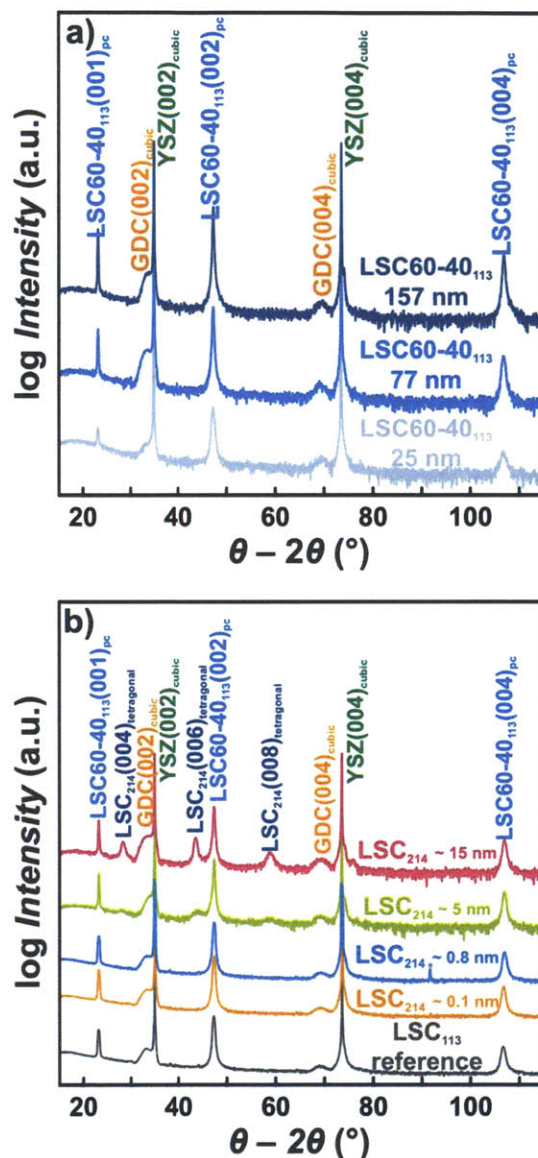 a)
LSC60-40₁₁₃(001)pc
GDC(002)cubic
YSZ(002)cubic
LSC60-40₁₁₃(002)pc
GDC(004)cubic
YSZ(004)cubic
LSC60-40₁₁₃(004)pc
LSC60-40₁₁₃
157 nm
LSC60-40₁₁₃
77 nm
LSC60-40₁₁₃
25 nm
log Intensity (a.u.)
20 40 60 80 100
θ – 2θ (°)
b)
LSC60-40₁₁₃(001)pc
LSC₂₁₄(004)tetragonal
GDC(002)cubic
YSZ(002)cubic
LSC₂₁₄(006)tetragonal
LSC60-40₁₁₃(002)pc
LSC₂₁₄(008)tetragonal
GDC(004)cubic
YSZ(004)cubic
LSC60-40₁₁₃(004)pc
LSC₂₁₄ ~ 15 nm
LSC₂₁₄ ~ 5 nm
LSC₂₁₄ ~ 0.8 nm
LSC₂₁₄ ~ 0.1 nm
LSC₁₁₃
reference
log Intensity (a.u.)
20 40 60 80 100
θ – 2θ (°)